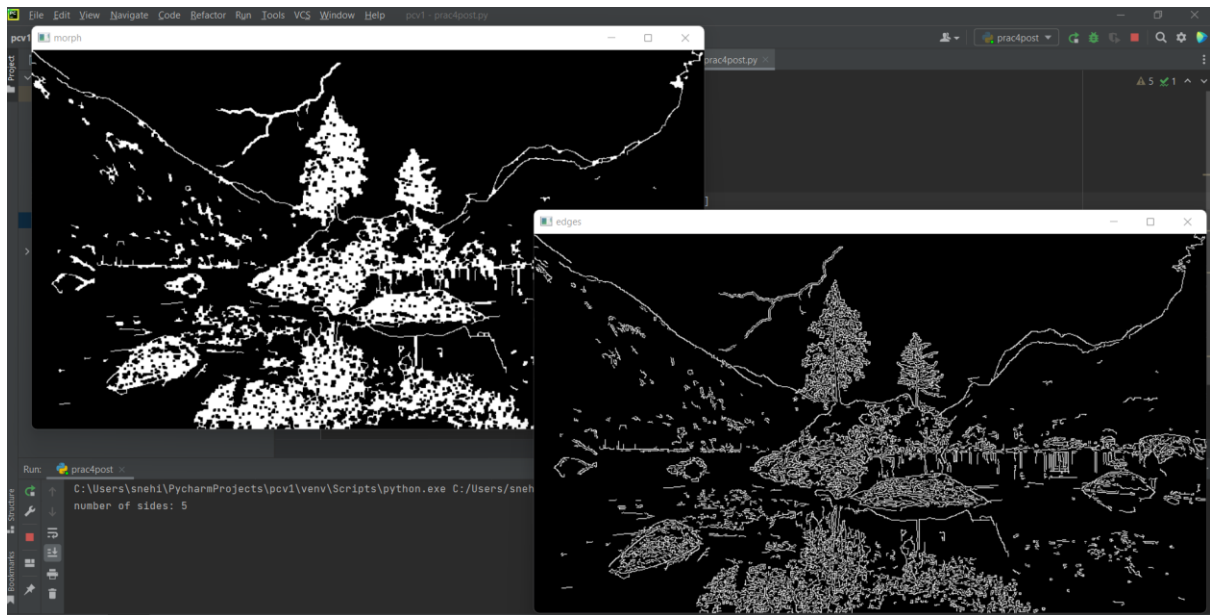 File Edit View Navigate Code Refactor Run Tools VCS Window Help pcv1 - prac4post.py
pcv1
morph
prac4post
prac4post.py
5 1
Project
edges
Run: prac4post
C:\Users\snehi\PycharmProjects\pcv1\venv\Scripts\python.exe C:/Users/sneh
number of sides: 5
Structure
Bookmarks